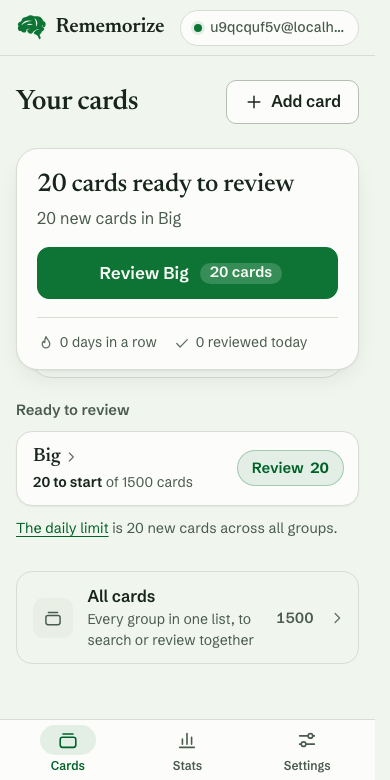 Rememorize
u9qcquf5v@localh...
Your cards
Add card
20 cards ready to review
20 new cards in Big
Review Big 20 cards
0 days in a row 0 reviewed today
Ready to review
Big
20 to start of 1500 cards
Review 20
The daily limit is 20 new cards across all groups.
All cards
Every group in one list, to
search or review together
1500
Cards Stats Settings